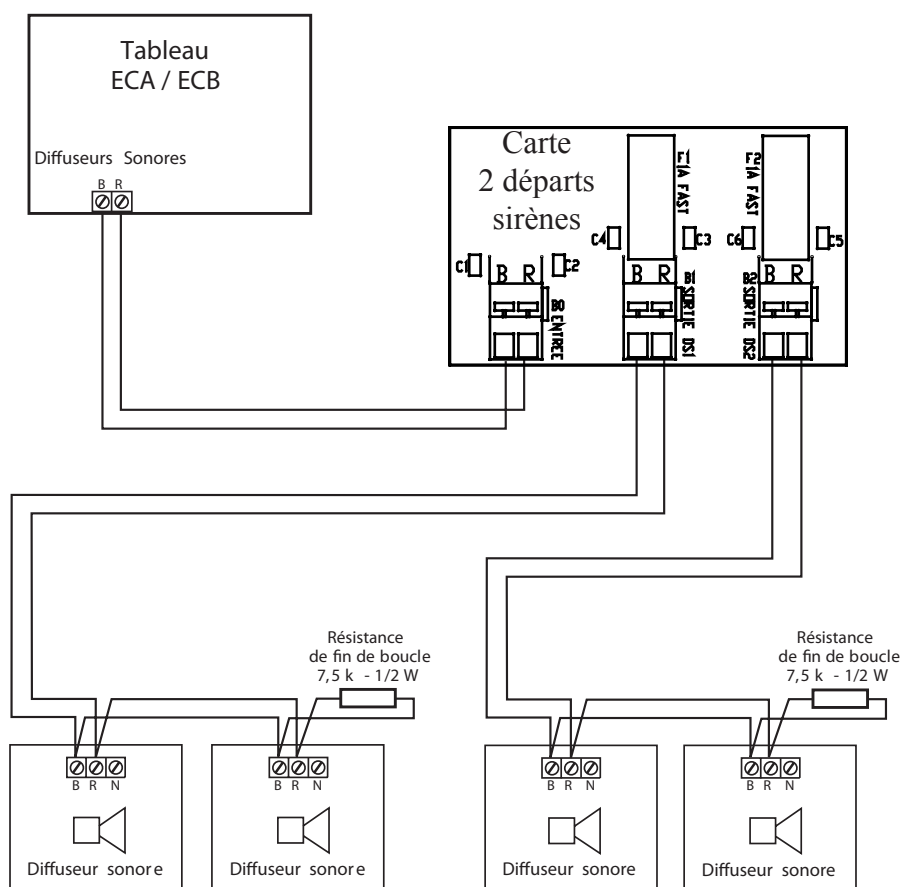 Tableau
ECA / ECB
Diffuseurs Sonores
B R
Carte
2 départs
sirènes
F1
1A FAST
F2
1A FAST
C4
C3
C6
C5
C1
C2
B R
B R
B R
B0 ENTREE
B1 SORTIE DS1
B2 SORTIE DS2
Résistance
de fin de boucle
7,5 k - 1/2 W
Résistance
de fin de boucle
7,5 k - 1/2 W
B R N
B R N
B R N
B R N
Diffuseur sonore
Diffuseur sonore
Diffuseur sonore
Diffuseur sonore